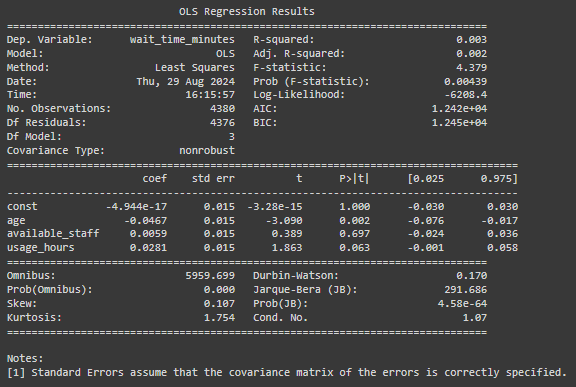 OLS Regression Results
==============================================================================
Dep. Variable:      wait_time_minutes   R-squared:                       0.003
Model:                            OLS   Adj. R-squared:                  0.002
Method:                 Least Squares   F-statistic:                     4.379
Date:                Thu, 29 Aug 2024   Prob (F-statistic):            0.00439
Time:                        16:15:57   Log-Likelihood:                -6208.4
No. Observations:                4380   AIC:                         1.242e+04
Df Residuals:                    4376   BIC:                         1.245e+04
Df Model:                           3
Covariance Type:            nonrobust
===================================================================================
                      coef    std err          t      P>|t|      [0.025      0.975]
-----------------------------------------------------------------------------------
const           -4.944e-17      0.015  -3.28e-15      1.000      -0.030       0.030
age                -0.0467      0.015     -3.090      0.002      -0.076      -0.017
available_staff     0.0059      0.015      0.389      0.697      -0.024       0.036
usage_hours         0.0281      0.015      1.863      0.063      -0.001       0.058
==============================================================================
Omnibus:                     5959.699   Durbin-Watson:                   0.170
Prob(Omnibus):                  0.000   Jarque-Bera (JB):              291.686
Skew:                           0.107   Prob(JB):                     4.58e-64
Kurtosis:                       1.754   Cond. No.                         1.07
==============================================================================

Notes:
[1] Standard Errors assume that the covariance matrix of the errors is correctly specified.